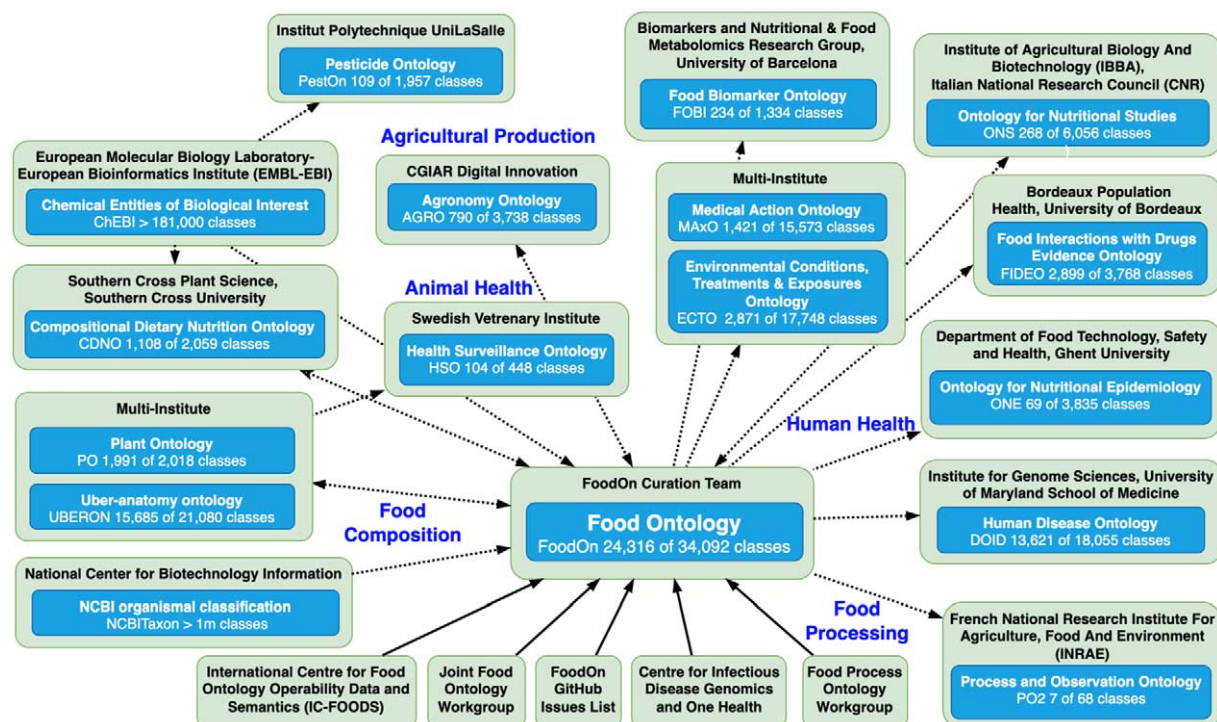 Institut Polytechnique UniLaSalle
Pesticide Ontology
PestOn 109 of 1,957 classes
Biomarkers and Nutritional & Food
Metabolomics Research Group,
University of Barcelona
Food Biomarker Ontology
FOBI 234 of 1,334 classes
Institute of Agricultural Biology And
Biotechnology (IBBA),
Italian National Research Council (CNR)
Ontology for Nutritional Studies
ONS 268 of 6,056 classes
Agricultural Production
European Molecular Biology Laboratory-
European Bioinformatics Institute (EMBL-EBI)
Chemical Entities of Biological Interest
ChEBI > 181,000 classes
CGIAR Digital Innovation
Agronomy Ontology
AGRO 790 of 3,738 classes
Multi-Institute
Medical Action Ontology
MAxO 1,421 of 15,573 classes
Environmental Conditions,
Treatments & Exposures
Ontology
ECTO 2,871 of 17,748 classes
Bordeaux Population
Health, University of Bordeaux
Food Interactions with Drugs
Evidence Ontology
FIDEO 2,899 of 3,768 classes
Southern Cross Plant Science,
Southern Cross University
Compositional Dietary Nutrition Ontology
CDNO 1,108 of 2,059 classes
Animal Health
Swedish Vetrenary Institute
Health Surveillance Ontology
HSO 104 of 448 classes
Department of Food Technology, Safety
and Health, Ghent University
Ontology for Nutritional Epidemiology
ONE 69 of 3,835 classes
Human Health
Multi-Institute
Plant Ontology
PO 1,991 of 2,018 classes
Uber-anatomy ontology
UBERON 15,685 of 21,080 classes
Food
Composition
FoodOn Curation Team
Food Ontology
FoodOn 24,316 of 34,092 classes
Institute for Genome Sciences, University
of Maryland School of Medicine
Human Disease Ontology
DOID 13,621 of 18,055 classes
National Center for Biotechnology Information
NCBI organismal classification
NCBITaxon > 1m classes
Food
Processing
French National Research Institute For
Agriculture, Food And Environment
(INRAE)
Process and Observation Ontology
PO2 7 of 68 classes
International Centre for Food
Ontology Operability Data and
Semantics (IC-FOODS)
Joint Food
Ontology
Workgroup
FoodOn
GitHub
Issues List
Centre for Infectious
Disease Genomics
and One Health
Food Process
Ontology
Workgroup